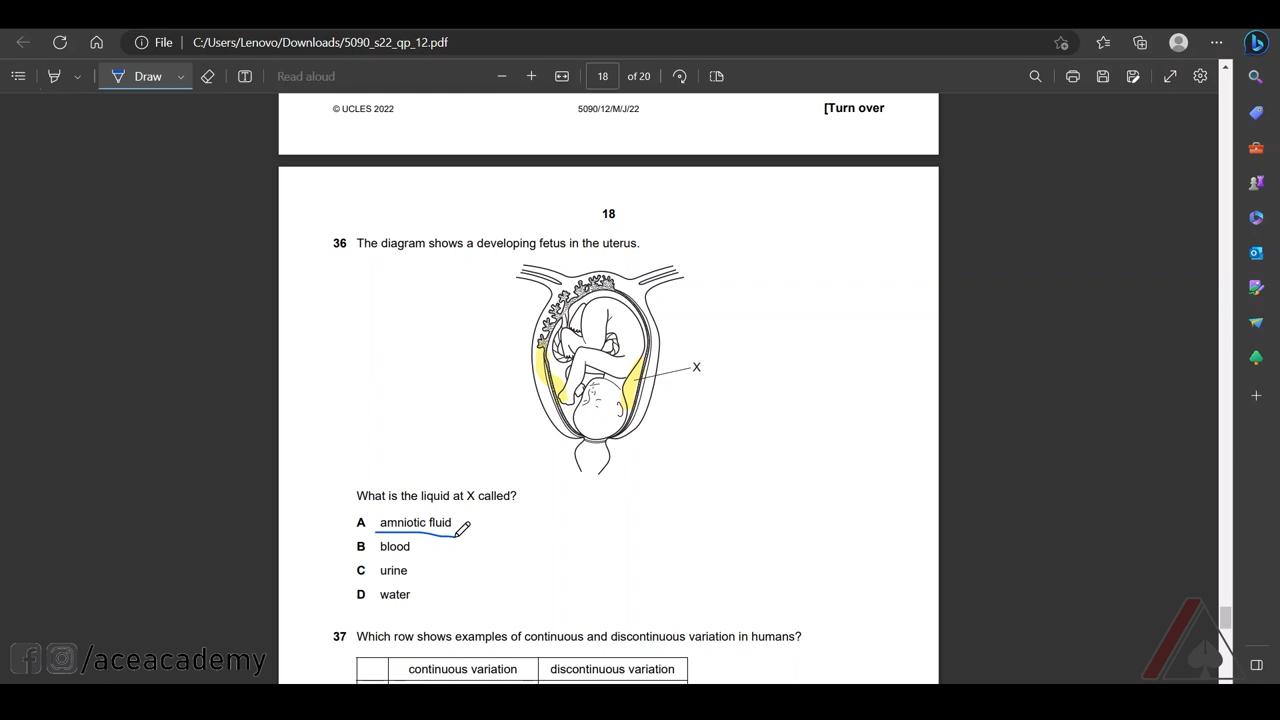 File C:/Users/Lenovo/Downloads/5090_s22_qp_12.pdf
Draw Read aloud 18 of 20
© UCLES 2022 5090/12/M/J/22 [Turn over
18
36 The diagram shows a developing fetus in the uterus.
X
What is the liquid at X called?
A amniotic fluid
B blood
C urine
D water
37 Which row shows examples of continuous and discontinuous variation in humans?
continuous variation discontinuous variation
/aceacademy